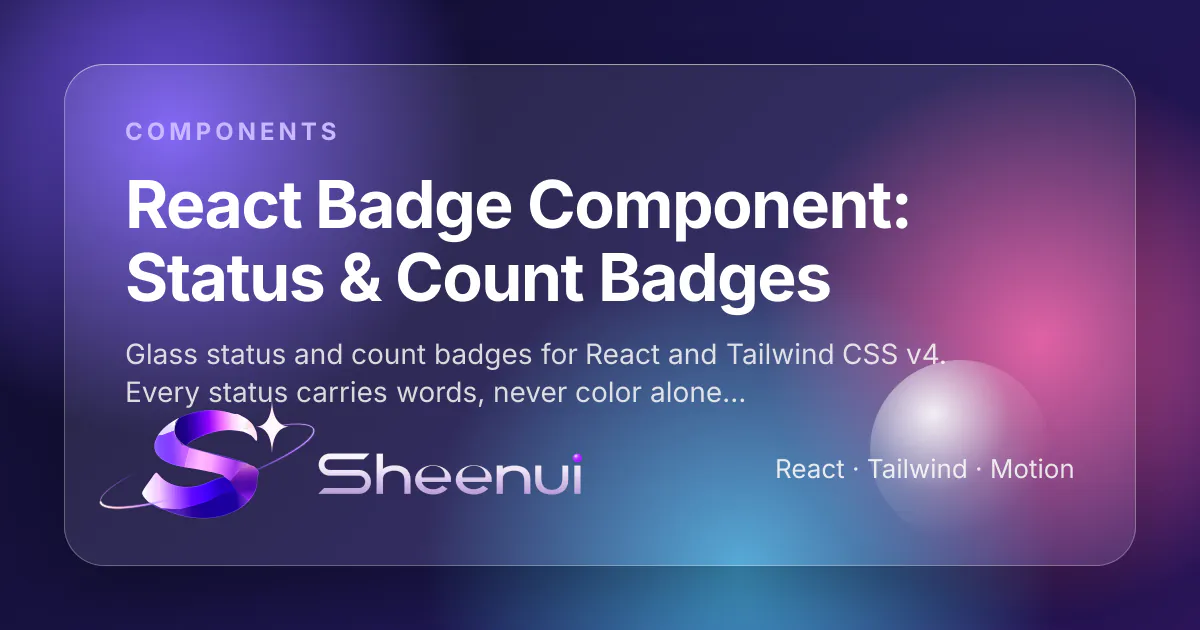 COMPONENTS
React Badge Component:
Status & Count Badges
Glass status and count badges for React and Tailwind CSS v4.
Every status carries words, never color alone...
Sheenui
React · Tailwind · Motion